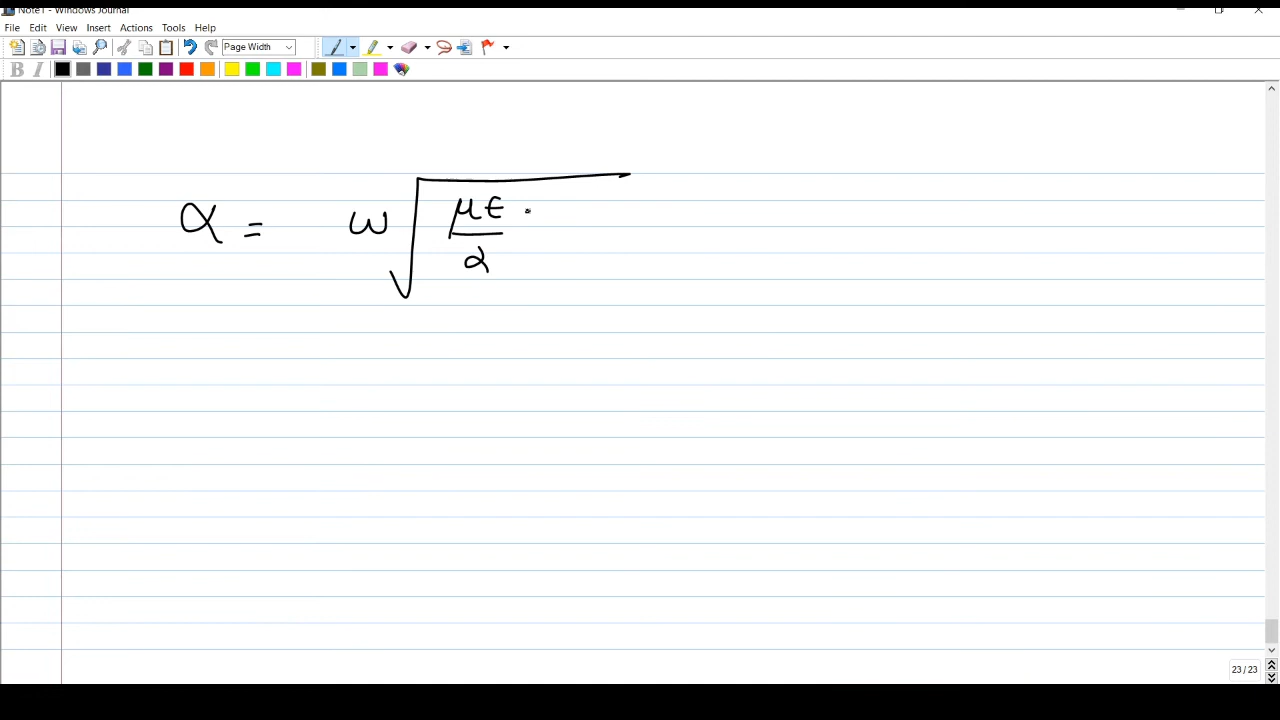 Note1 - Windows Journal
File Edit View Insert Actions Tools Help
Page Width
B I
α = ω √ με .
2
23 / 23